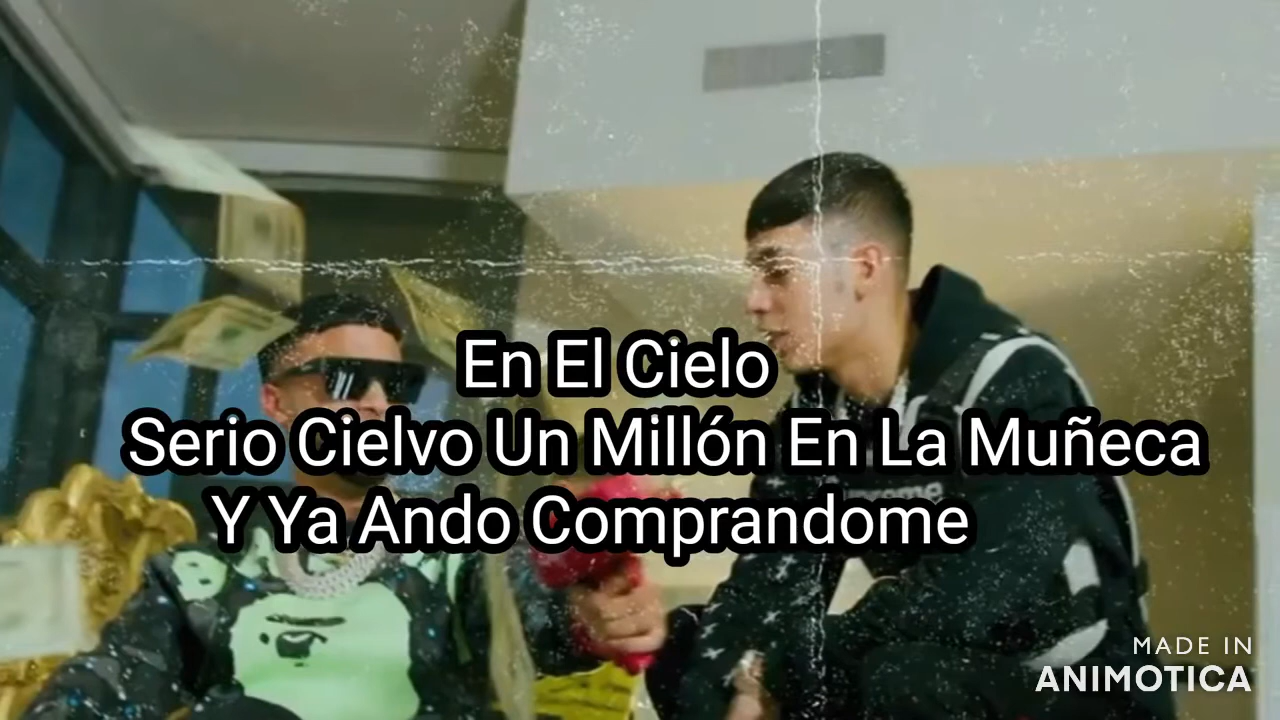 En El Cielo
Serio Cielvo Un Millón En La Muñeca
Y Ya Ando Comprandome
MADE IN
ANIMOTICA